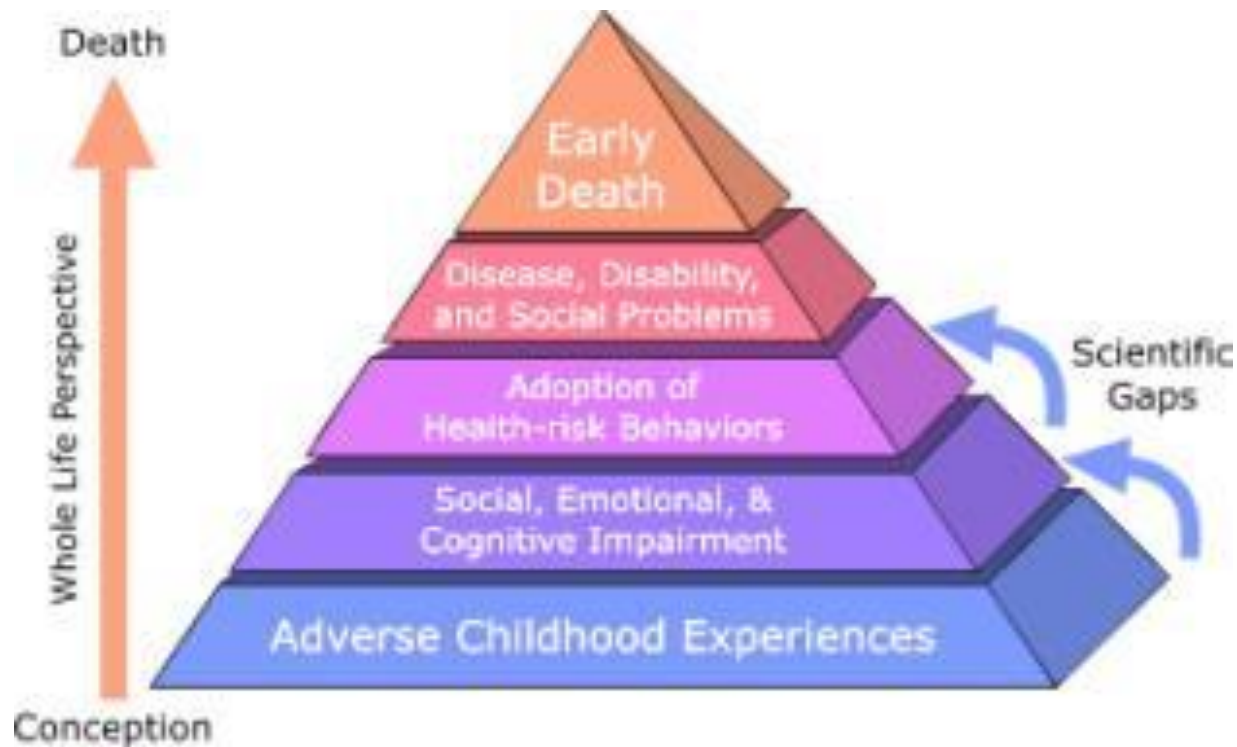 Death
Early
Death
Disease, Disability,
and Social Problems
Scientific
Gaps
Adoption of
Health-risk Behaviors
Whole Life Perspective
Social, Emotional, &
Cognitive Impairment
Adverse Childhood Experiences
Conception